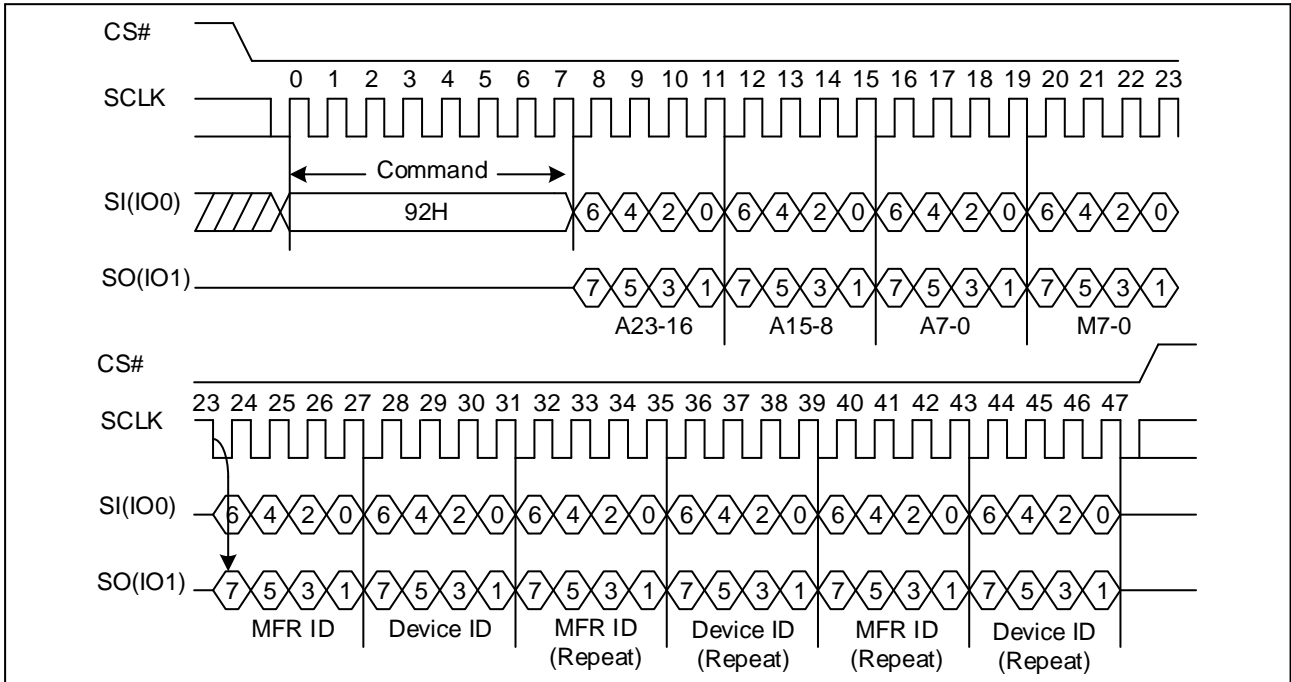 CS#
0 1 2 3 4 5 6 7 8 9 10 11 12 13 14 15 16 17 18 19 20 21 22 23
SCLK
Command
SI(IO0) 92H 6 4 2 0 6 4 2 0 6 4 2 0 6 4 2 0
SO(IO1) 7 5 3 1 7 5 3 1 7 5 3 1 7 5 3 1
A23-16 A15-8 A7-0 M7-0
CS#
23 24 25 26 27 28 29 30 31 32 33 34 35 36 37 38 39 40 41 42 43 44 45 46 47
SCLK
SI(IO0) 6 4 2 0 6 4 2 0 6 4 2 0 6 4 2 0 6 4 2 0 6 4 2 0
SO(IO1) 7 5 3 1 7 5 3 1 7 5 3 1 7 5 3 1 7 5 3 1 7 5 3 1
MFR ID Device ID MFR ID Device ID MFR ID Device ID
(Repeat) (Repeat) (Repeat) (Repeat)